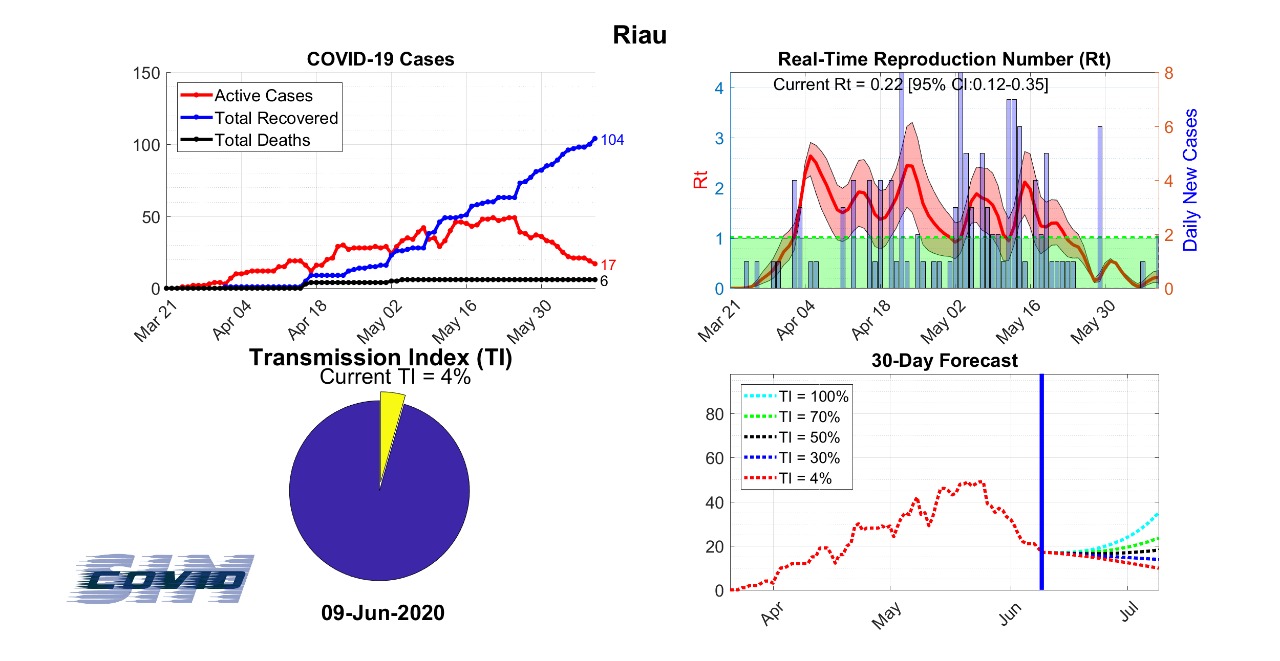 Riau
COVID-19 Cases
150
100
50
0
Active Cases
Total Recovered
Total Deaths
104
17
6
Mar 21
Apr 04
Apr 18
May 02
May 16
May 30
Real-Time Reproduction Number (Rt)
Current Rt = 0.22 [95% CI:0.12-0.35]
Rt
4
3
2
1
0
8
6
4
2
0
Daily New Cases
Mar 21
Apr 04
Apr 18
May 02
May 16
May 30
Transmission Index (TI)
Current TI = 4%
09-Jun-2020
SIN
COVID
30-Day Forecast
80
60
40
20
0
TI = 100%
TI = 70%
TI = 50%
TI = 30%
TI = 4%
Apr
May
Jun
Jul